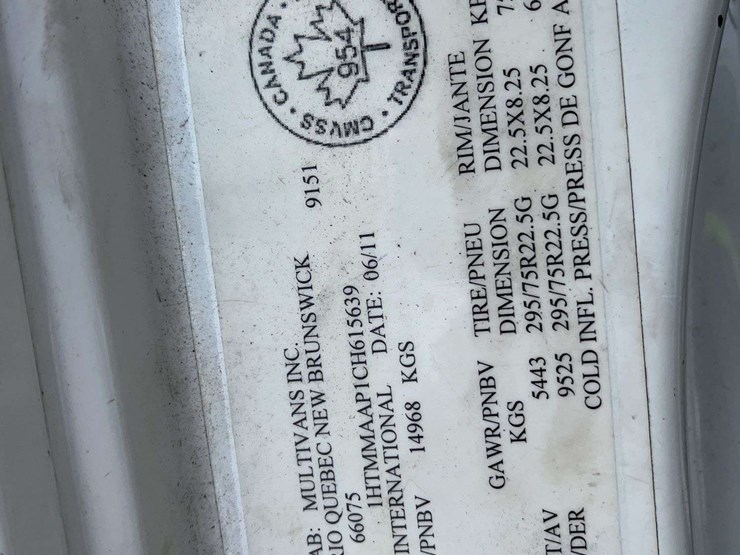 CANADA · TRANSPOR
954
CMVSS
AB: MULTIVANS INC.
RIO QUEBEC NEW BRUNSWICK 9151
66075
1HTMMAAP1CH615639
INTERNATIONAL DATE: 06/11
/PNBV 14968 KGS
GAWR/PNBV TIRE/PNEU RIM/JANTE
KGS DIMENSION DIMENSION
T/AV 5443 295/75R22.5G 22.5X8.25
/DER 9525 295/75R22.5G 22.5X8.25
COLD INFL. PRESS/PRESS DE GONF A